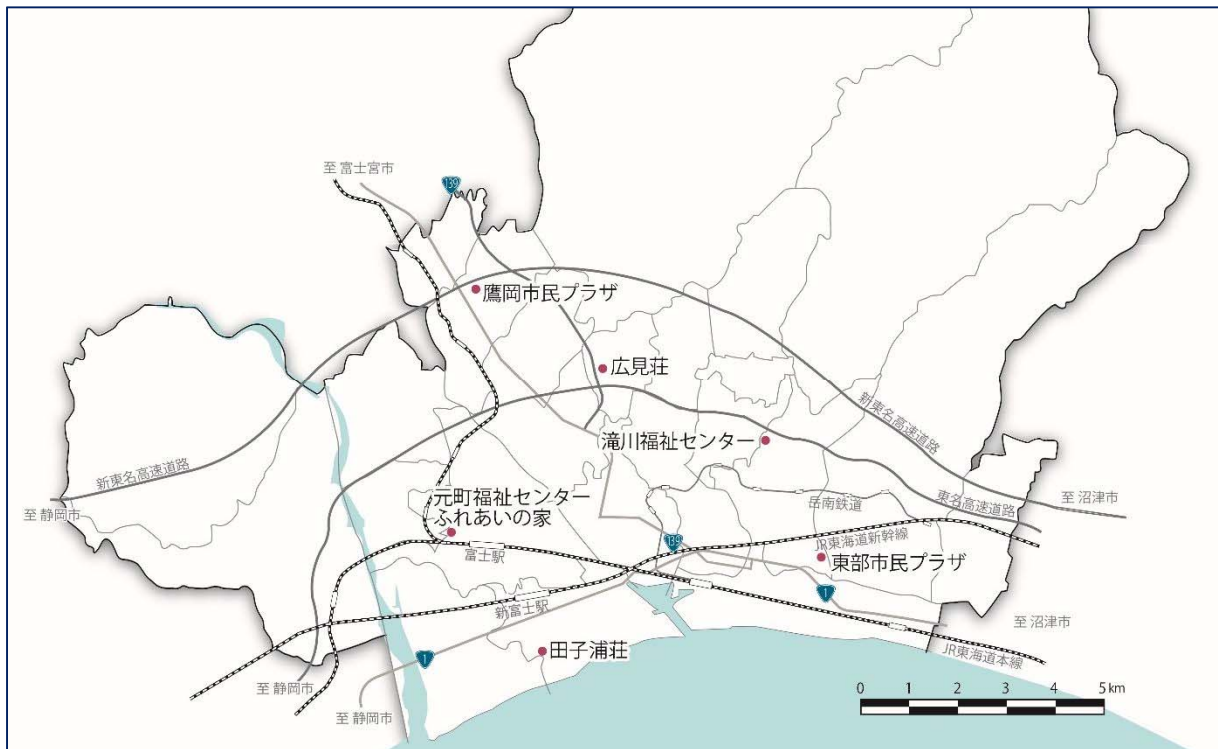 至 富士宮市
139
鷹岡市民プラザ
広見荘
滝川福祉センター
新東名高速道路
新東名高速道路
至 静岡市
元町福祉センター
ふれあいの家
富士駅
岳南鉄道
東名高速道路
至 沼津市
139
JR東海道新幹線
東部市民プラザ
1
新富士駅
至 沼津市
JR東海道本線
田子浦荘
1
至 静岡市
至 静岡市
0 1 2 3 4 5km